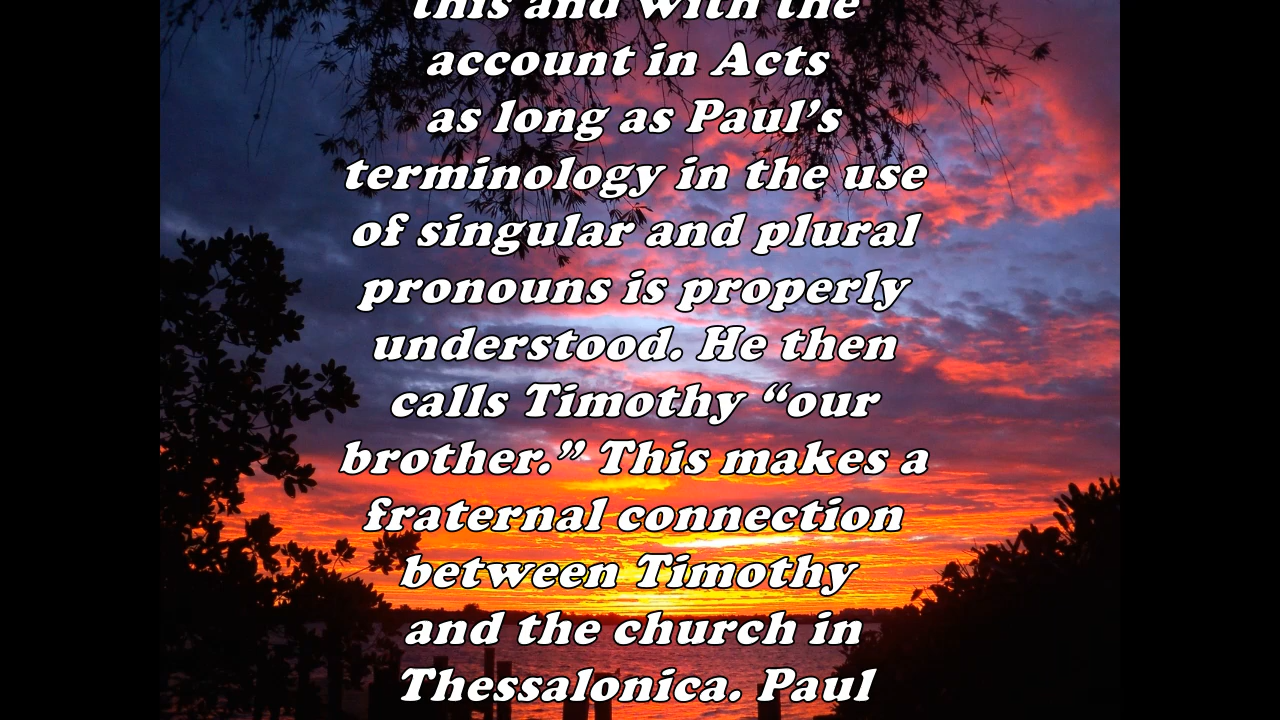 this and with the
account in Acts
as long as Paul’s
terminology in the use
of singular and plural
pronouns is properly
understood. He then
calls Timothy “our
brother.” This makes a
fraternal connection
between Timothy
and the church in
Thessalonica. Paul